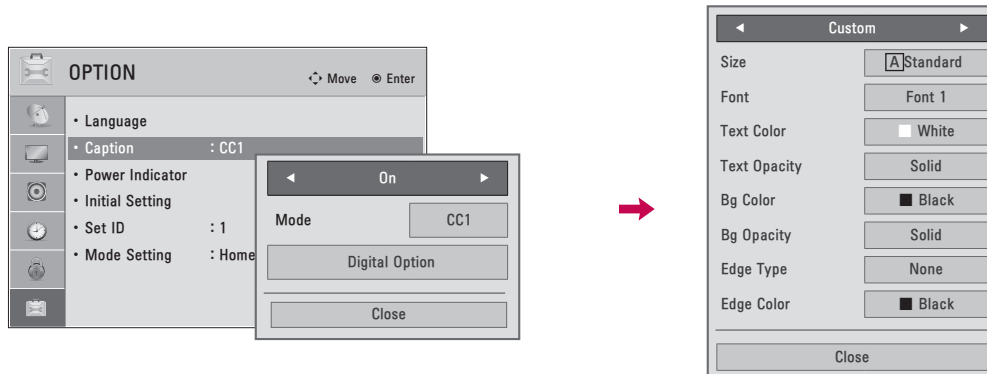 OPTION
Move Enter
• Language
• Caption : CC1
• Power Indicator
• Initial Setting
• Set ID : 1
• Mode Setting : Home
◄ On ►
Mode CC1
Digital Option
Close
◄ Custom ►
Size A Standard
Font Font 1
Text Color White
Text Opacity Solid
Bg Color Black
Bg Opacity Solid
Edge Type None
Edge Color Black
Close